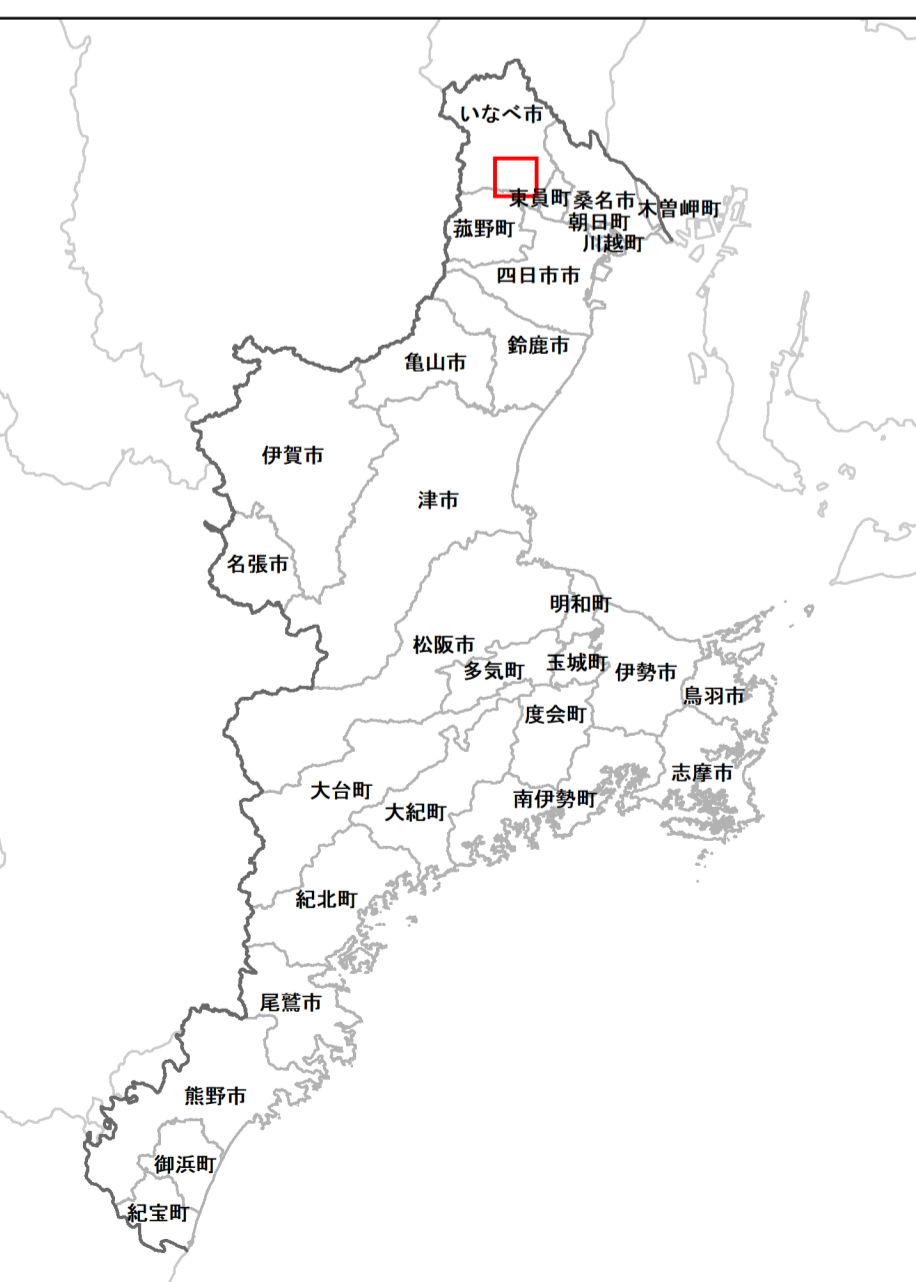 いなべ市
東員町
桑名市
木曽岬町
朝日町
菰野町
川越町
四日市市
鈴鹿市
亀山市
伊賀市
津市
名張市
明和町
松阪市
多気町
玉城町
伊勢市
鳥羽市
度会町
志摩市
大台町
南伊勢町
大紀町
紀北町
尾鷲市
熊野市
御浜町
紀宝町